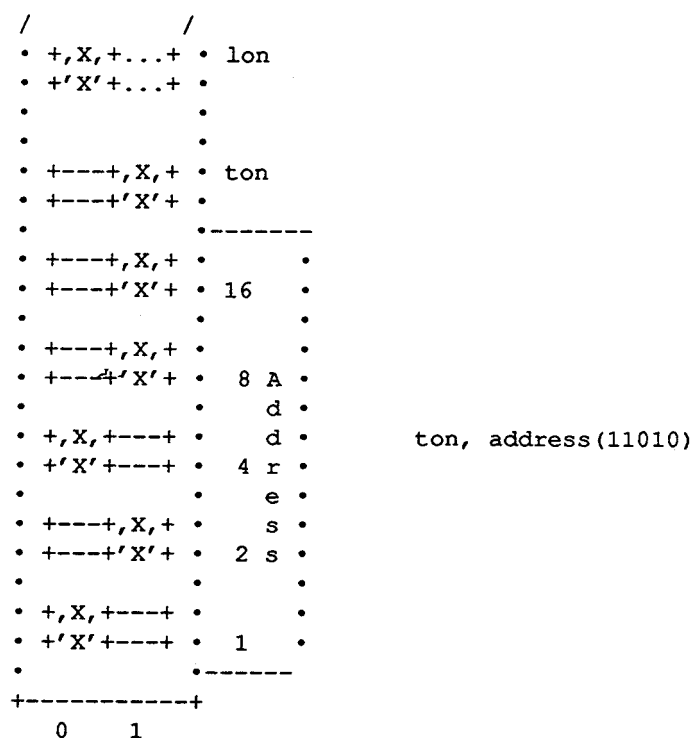 / /
• +,X,+...+ • lon
• +'X'+...+ •
• •
• •
• +---+,X,+ • ton
• +---+'X'+ •
• •-------
• +---+,X,+ • •
• +---+'X'+ • 16 •
• • •
• +---+,X,+ • •
• +---+'X'+ • 8 A •
• • d •
• +,X,+---+ • d • ton, address(11010)
• +'X'+---+ • 4 r •
• • e •
• +---+,X,+ • s •
• +---+'X'+ • 2 s •
• • •
• +,X,+---+ • •
• +'X'+---+ • 1 •
• •------
+------------+
0 1